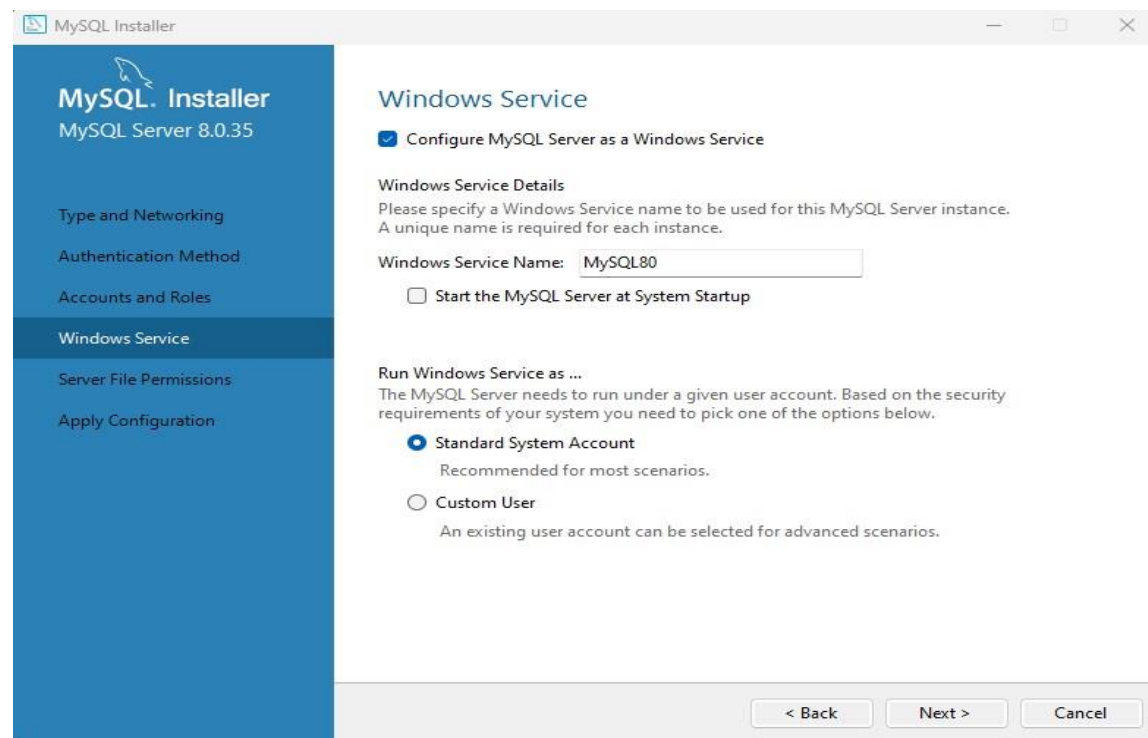 MySQL Installer
MySQL. Installer
MySQL Server 8.0.35
Type and Networking
Authentication Method
Accounts and Roles
Windows Service
Server File Permissions
Apply Configuration
Windows Service
Configure MySQL Server as a Windows Service
Windows Service Details
Please specify a Windows Service name to be used for this MySQL Server instance.
A unique name is required for each instance.
Windows Service Name: MySQL80
Start the MySQL Server at System Startup
Run Windows Service as ...
The MySQL Server needs to run under a given user account. Based on the security
requirements of your system you need to pick one of the options below.
Standard System Account
Recommended for most scenarios.
Custom User
An existing user account can be selected for advanced scenarios.
< Back Next > Cancel